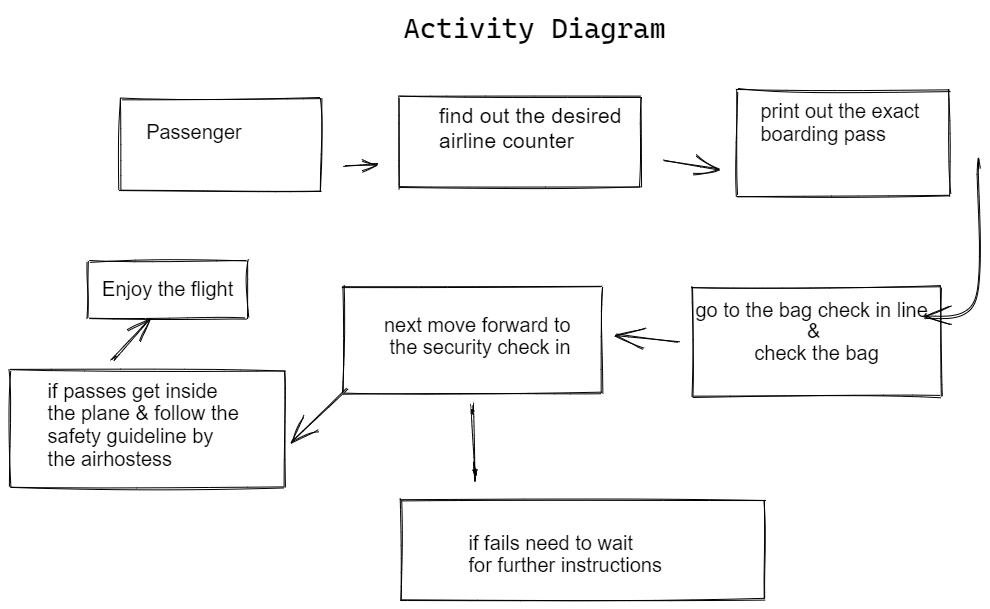 Activity Diagram
Passenger
find out the desired
airline counter
print out the exact
boarding pass
go to the bag check in line
&
check the bag
next move forward to
the security check in
if passes get inside
the plane & follow the
safety guideline by
the airhostess
Enjoy the flight
if fails need to wait
for further instructions